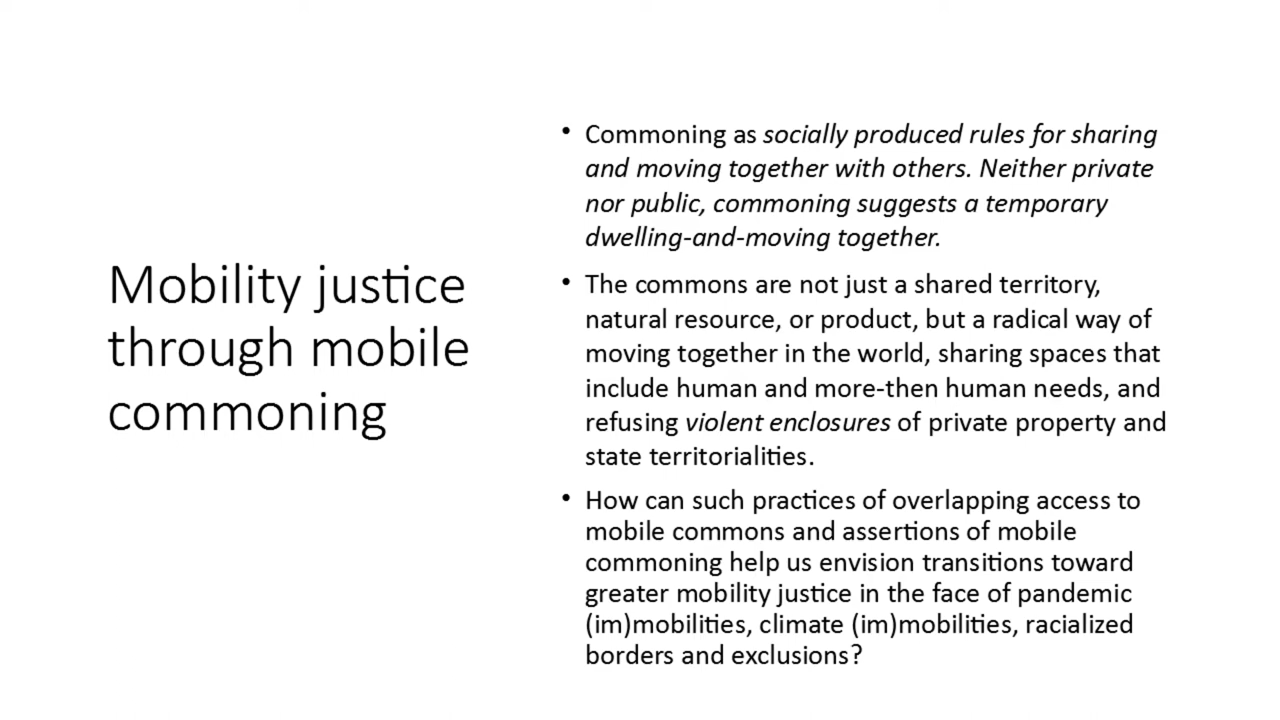 Mobility justice
through mobile
commoning
• Commoning as socially produced rules for sharing
and moving together with others. Neither private
nor public, commoning suggests a temporary
dwelling-and-moving together.
• The commons are not just a shared territory,
natural resource, or product, but a radical way of
moving together in the world, sharing spaces that
include human and more-then human needs, and
refusing violent enclosures of private property and
state territorialities.
• How can such practices of overlapping access to
mobile commons and assertions of mobile
commoning help us envision transitions toward
greater mobility justice in the face of pandemic
(im)mobilities, climate (im)mobilities, racialized
borders and exclusions?